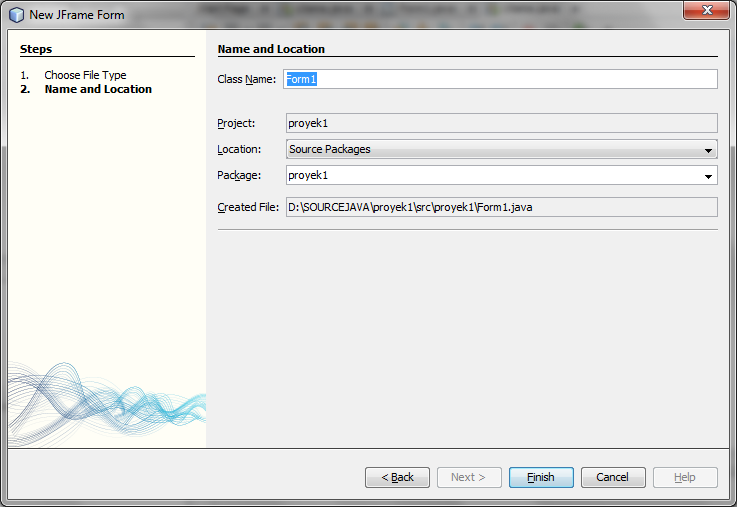 New JFrame Form
Steps
1. Choose File Type
2. Name and Location
Name and Location
Class Name: Form1
Project: proyek1
Location: Source Packages
Package: proyek1
Created File: D:\SOURCEJAVA\proyek1\src\proyek1\Form1.java
< Back Next > Finish Cancel Help